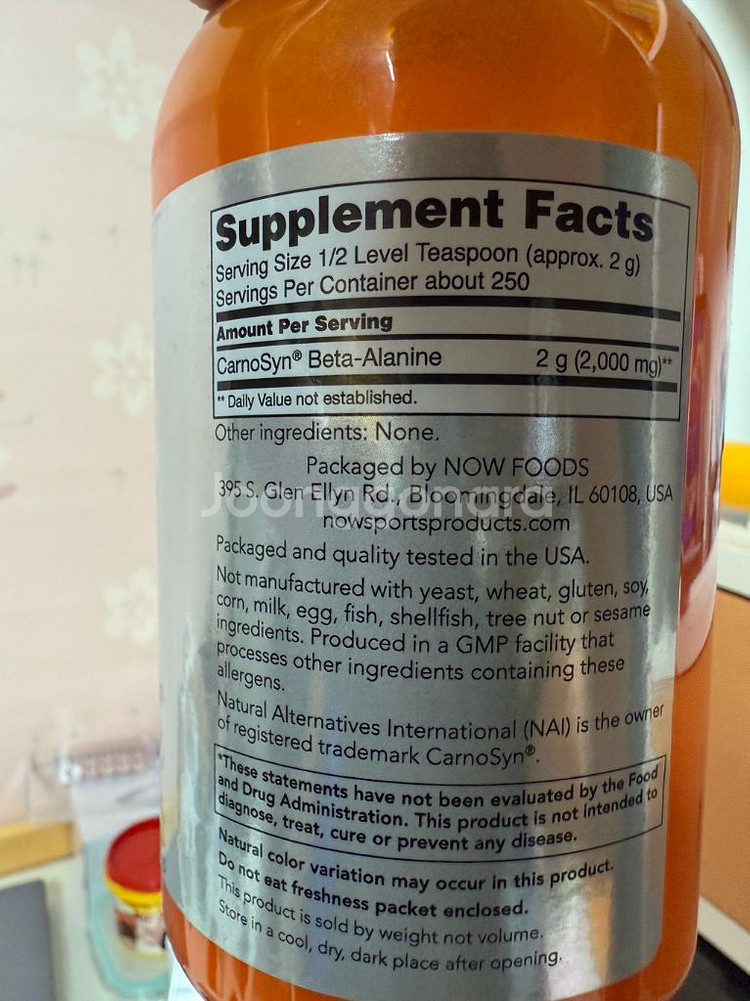 Supplement Facts
Serving Size 1/2 Level Teaspoon (approx. 2 g)
Servings Per Container about 250
Amount Per Serving
CarnoSyn® Beta-Alanine 2 g (2,000 mg)**
** Daily Value not established.
Other ingredients: None.
Packaged by NOW FOODS
395 S. Glen Ellyn Rd., Bloomingdale, IL 60108, USA
Joonggonara
nowsportsproducts.com
Packaged and quality tested in the USA.
Not manufactured with yeast, wheat, gluten, soy,
corn, milk, egg, fish, shellfish, tree nut or sesame
ingredients. Produced in a GMP facility that
processes other ingredients containing these
allergens.
Natural Alternatives International (NAI) is the owner
of registered trademark CarnoSyn®.
*These statements have not been evaluated by the Food
and Drug Administration. This product is not intended to
diagnose, treat, cure or prevent any disease.
Natural color variation may occur in this product.
Do not eat freshness packet enclosed.
This product is sold by weight not volume.
Store in a cool, dry, dark place after opening.